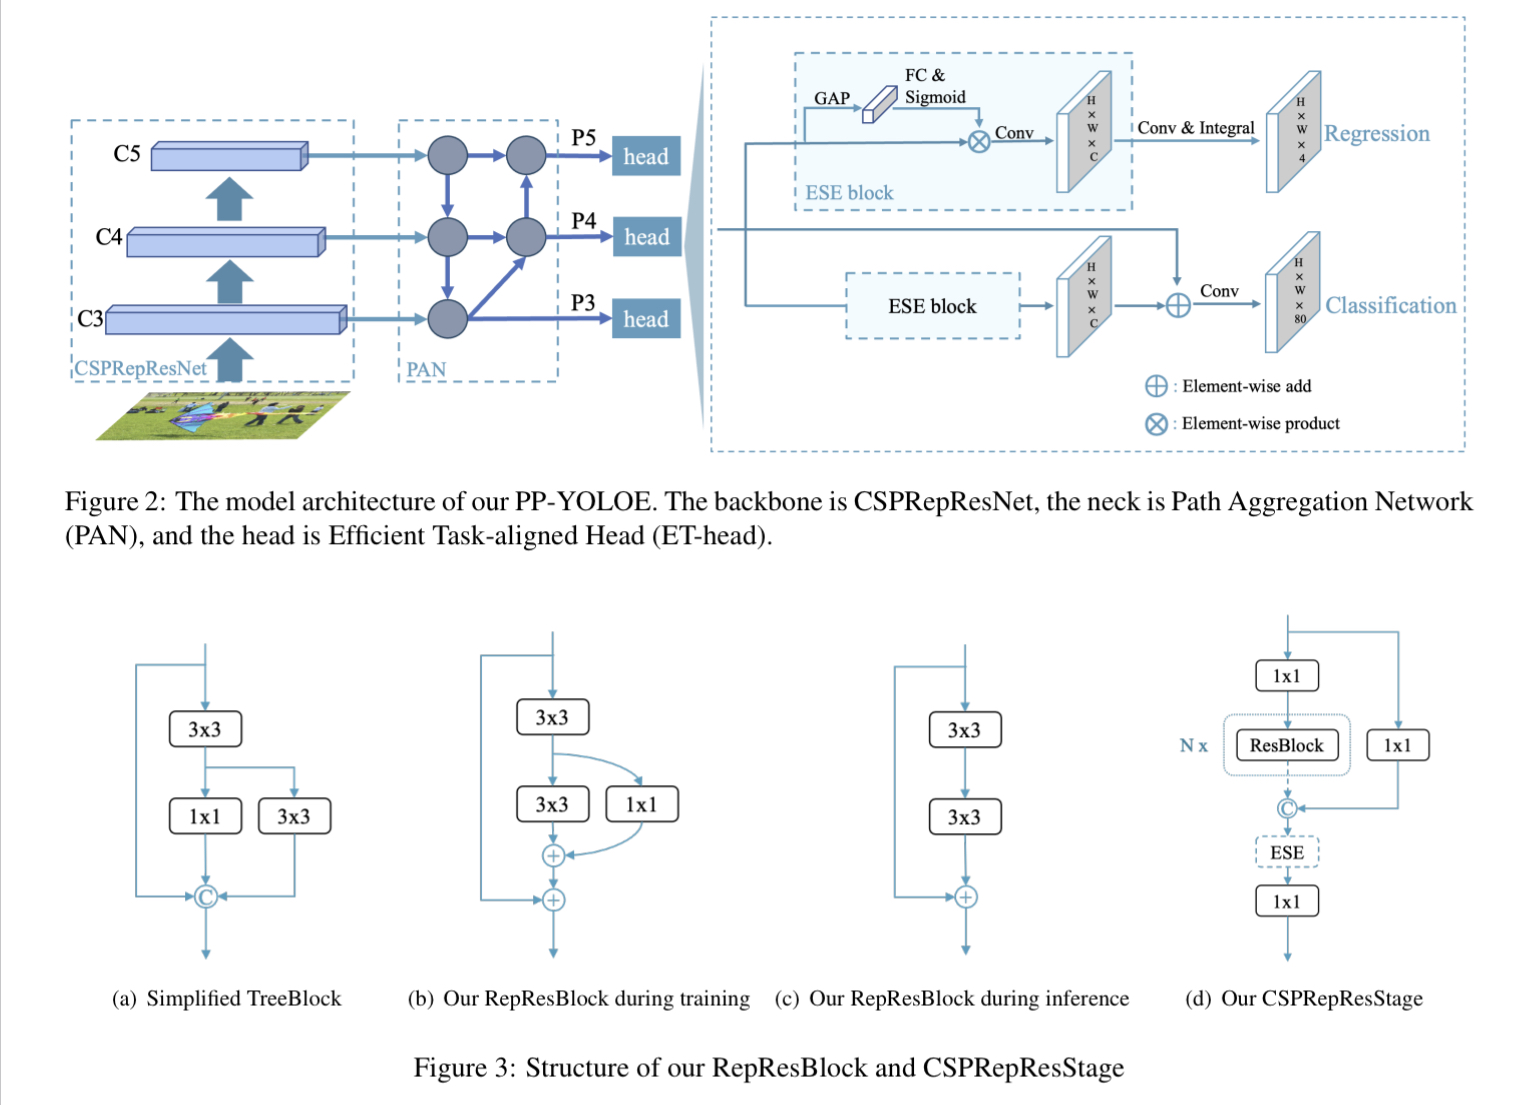 C5
C4
C3
CSPRepResNet
PAN
P5
head
P4
head
P3
head
GAP
FC &
Sigmoid
Conv
H
×
W
×
C
ESE block
Conv & Integral
H
×
W
×
4
Regression
ESE block
H
×
W
×
C
Conv
H
×
W
×
80
Classification
: Element-wise add
: Element-wise product
Figure 2: The model architecture of our PP-YOLOE. The backbone is CSPRepResNet, the neck is Path Aggregation Network
(PAN), and the head is Efficient Task-aligned Head (ET-head).
3x3
1x1 3x3
C
(a) Simplified TreeBlock
3x3
3x3 1x1
(b) Our RepResBlock during training
3x3
3x3
(c) Our RepResBlock during inference
1x1
N x ResBlock 1x1
C
ESE
1x1
(d) Our CSPRepResStage
Figure 3: Structure of our RepResBlock and CSPRepResStage